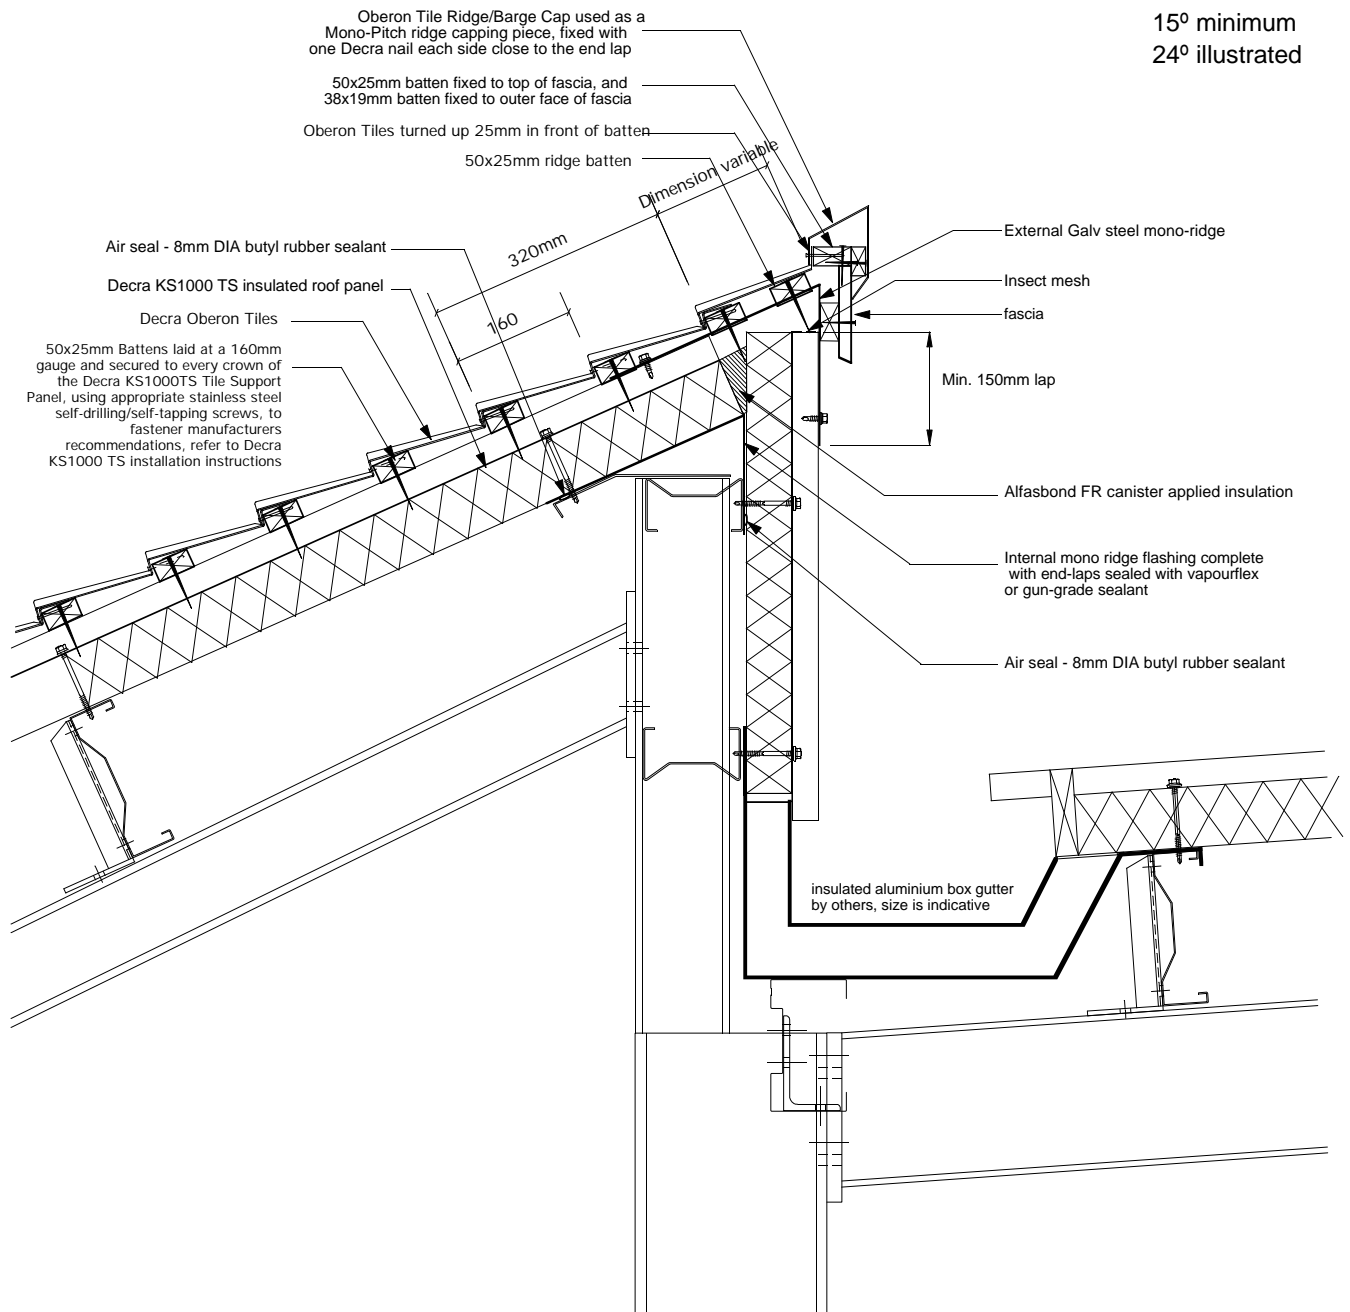 Oberon Tile Ridge/Barge Cap used as a
Mono-Pitch ridge capping piece, fixed with
one Decra nail each side close to the end lap
15º minimum
24º illustrated
50x25mm batten fixed to top of fascia, and
38x19mm batten fixed to outer face of fascia
Oberon Tiles turned up 25mm in front of batten
50x25mm ridge batten
Dimension variable
320mm
160
Air seal - 8mm DIA butyl rubber sealant
Decra KS1000 TS insulated roof panel
Decra Oberon Tiles
50x25mm Battens laid at a 160mm
gauge and secured to every crown of
the Decra KS1000TS Tile Support
Panel, using appropriate stainless steel
self-drilling/self-tapping screws, to
fastener manufacturers
recommendations, refer to Decra
KS1000 TS installation instructions
External Galv steel mono-ridge
Insect mesh
fascia
Min. 150mm lap
Alfasbond FR canister applied insulation
Internal mono ridge flashing complete
with end-laps sealed with vapourflex
or gun-grade sealant
Air seal - 8mm DIA butyl rubber sealant
insulated aluminium box gutter
by others, size is indicative